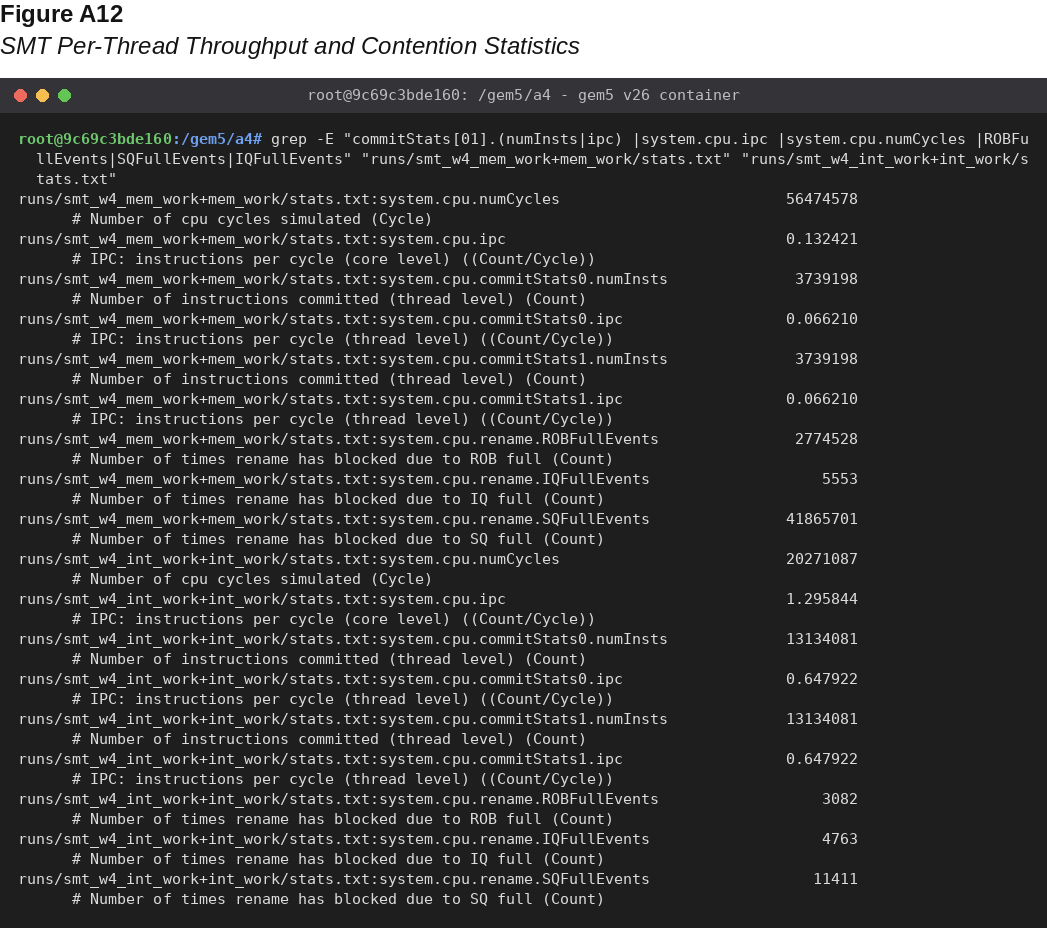 Figure A12
SMT Per-Thread Throughput and Contention Statistics
root@9c69c3bde160: /gem5/a4 - gem5 v26 container
root@9c69c3bde160:/gem5/a4# grep -E "commitStats[01].(numInsts|ipc) |system.cpu.ipc |system.cpu.numCycles |ROBFu
llEvents|SQFullEvents|IQFullEvents" "runs/smt_w4_mem_work+mem_work/stats.txt" "runs/smt_w4_int_work+int_work/s
tats.txt"
runs/smt_w4_mem_work+mem_work/stats.txt:system.cpu.numCycles 56474578
# Number of cpu cycles simulated (Cycle)
runs/smt_w4_mem_work+mem_work/stats.txt:system.cpu.ipc 0.132421
# IPC: instructions per cycle (core level) ((Count/Cycle))
runs/smt_w4_mem_work+mem_work/stats.txt:system.cpu.commitStats0.numInsts 3739198
# Number of instructions committed (thread level) (Count)
runs/smt_w4_mem_work+mem_work/stats.txt:system.cpu.commitStats0.ipc 0.066210
# IPC: instructions per cycle (thread level) ((Count/Cycle))
runs/smt_w4_mem_work+mem_work/stats.txt:system.cpu.commitStats1.numInsts 3739198
# Number of instructions committed (thread level) (Count)
runs/smt_w4_mem_work+mem_work/stats.txt:system.cpu.commitStats1.ipc 0.066210
# IPC: instructions per cycle (thread level) ((Count/Cycle))
runs/smt_w4_mem_work+mem_work/stats.txt:system.cpu.rename.ROBFullEvents 2774528
# Number of times rename has blocked due to ROB full (Count)
runs/smt_w4_mem_work+mem_work/stats.txt:system.cpu.rename.IQFullEvents 5553
# Number of times rename has blocked due to IQ full (Count)
runs/smt_w4_mem_work+mem_work/stats.txt:system.cpu.rename.SQFullEvents 41865701
# Number of times rename has blocked due to SQ full (Count)
runs/smt_w4_int_work+int_work/stats.txt:system.cpu.numCycles 20271087
# Number of cpu cycles simulated (Cycle)
runs/smt_w4_int_work+int_work/stats.txt:system.cpu.ipc 1.295844
# IPC: instructions per cycle (core level) ((Count/Cycle))
runs/smt_w4_int_work+int_work/stats.txt:system.cpu.commitStats0.numInsts 13134081
# Number of instructions committed (thread level) (Count)
runs/smt_w4_int_work+int_work/stats.txt:system.cpu.commitStats0.ipc 0.647922
# IPC: instructions per cycle (thread level) ((Count/Cycle))
runs/smt_w4_int_work+int_work/stats.txt:system.cpu.commitStats1.numInsts 13134081
# Number of instructions committed (thread level) (Count)
runs/smt_w4_int_work+int_work/stats.txt:system.cpu.commitStats1.ipc 0.647922
# IPC: instructions per cycle (thread level) ((Count/Cycle))
runs/smt_w4_int_work+int_work/stats.txt:system.cpu.rename.ROBFullEvents 3082
# Number of times rename has blocked due to ROB full (Count)
runs/smt_w4_int_work+int_work/stats.txt:system.cpu.rename.IQFullEvents 4763
# Number of times rename has blocked due to IQ full (Count)
runs/smt_w4_int_work+int_work/stats.txt:system.cpu.rename.SQFullEvents 11411
# Number of times rename has blocked due to SQ full (Count)